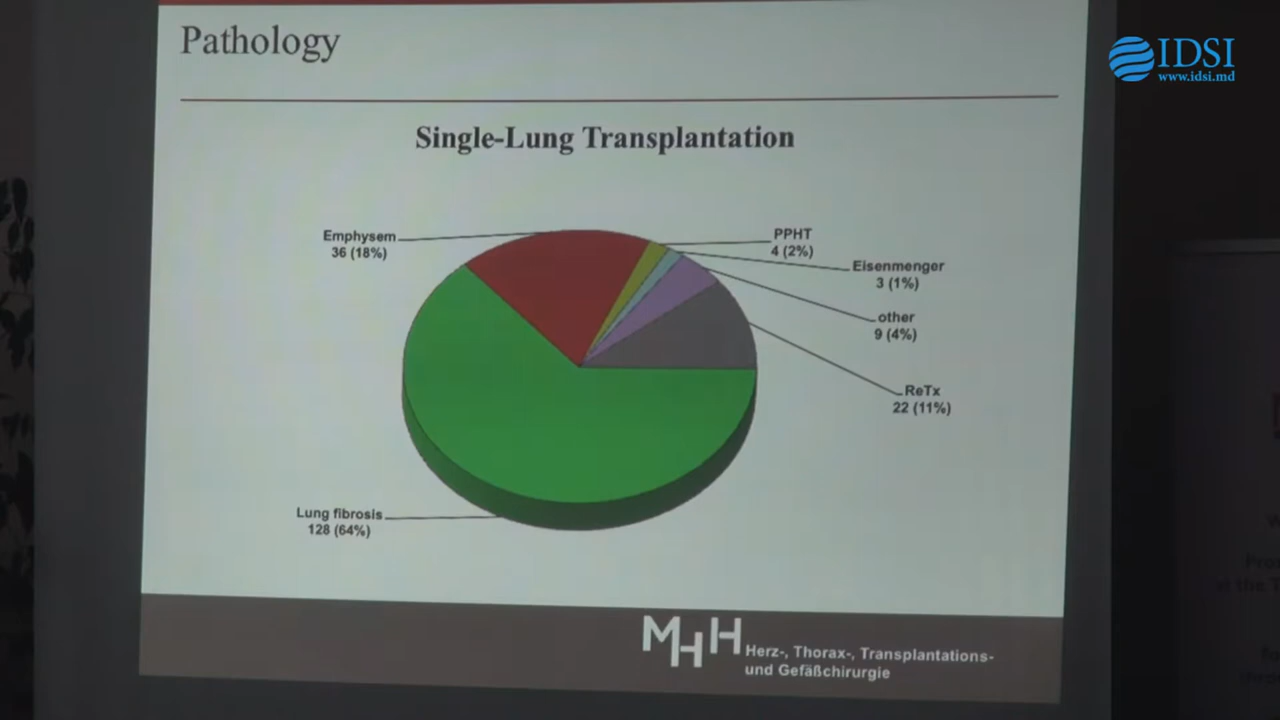 Pathology
IDSI
www.idsi.md
Single-Lung Transplantation
Emphysem
36 (18%)
PPHT
4 (2%)
Eisenmenger
3 (1%)
other
9 (4%)
ReTx
22 (11%)
Lung fibrosis
128 (64%)
MHH
Herz-, Thorax-, Transplantations-
und Gefäßchirurgie